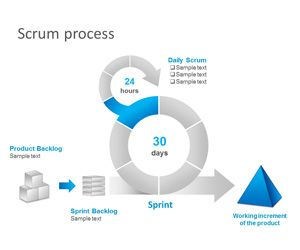 Scrum process
Daily Scrum
❑ Sample text
❑ Sample text
❑ Sample text
24
hours
30
days
Product Backlog
Sample text
Sprint Backlog
Sample text
Sprint
Working increment
of the product